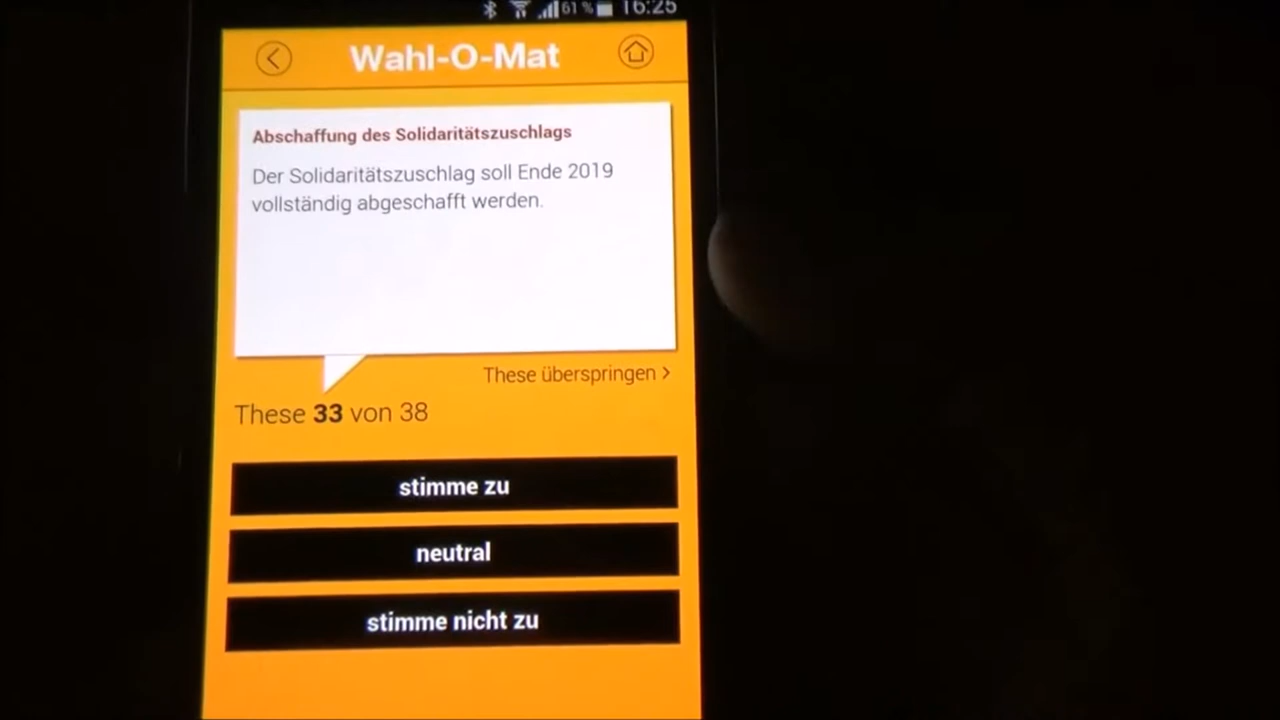 61% 16:25
Wahl-O-Mat
Abschaffung des Solidaritätszuschlags
Der Solidaritätszuschlag soll Ende 2019
vollständig abgeschafft werden.
These überspringen >
These 33 von 38
stimme zu
neutral
stimme nicht zu